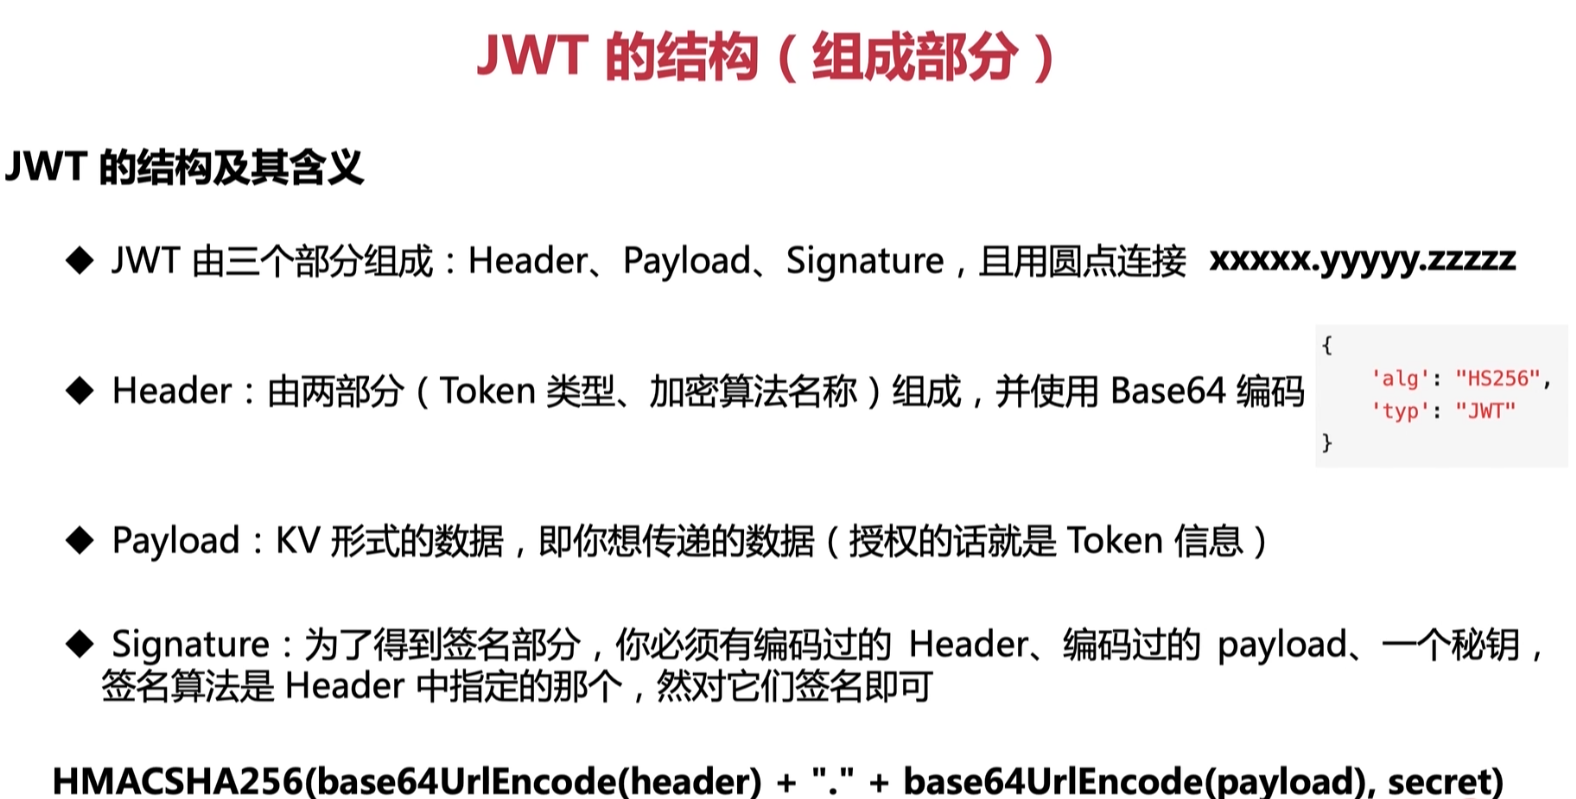 JWT 的结构（组成部分）
JWT 的结构及其含义
◆ JWT 由三个部分组成：Header、Payload、Signature，且用圆点连接 xxxxx.yyyyy.zzzzz
◆ Header：由两部分（Token 类型、加密算法名称）组成，并使用 Base64 编码
{
'alg': "HS256",
'typ': "JWT"
}
◆ Payload：KV 形式的数据，即你想传递的数据（授权的话就是 Token 信息）
◆ Signature：为了得到签名部分，你必须有编码过的 Header、编码过的 payload、一个秘钥，
签名算法是 Header 中指定的那个，然对它们签名即可
HMACSHA256(base64UrlEncode(header) + "." + base64UrlEncode(payload), secret)